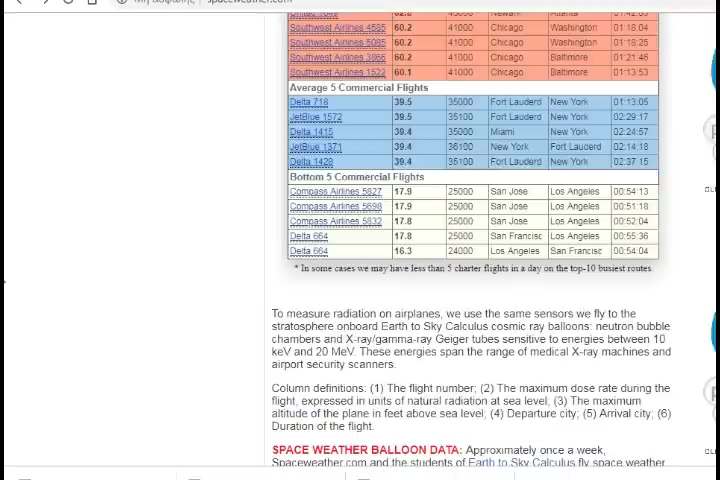 spaceweather.com
Southwest Airlines 4585 60.2 41000 Chicago Washington 01:18:04
Southwest Airlines 5085 60.2 41000 Chicago Washington 01:18:25
Southwest Airlines 3866 60.2 41000 Chicago Baltimore 01:21:46
Southwest Airlines 1522 60.1 41000 Chicago Baltimore 01:13:53
Average 5 Commercial Flights
Delta 718 39.5 35000 Fort Lauderd New York 01:13:05
JetBlue 1572 39.5 35100 Fort Lauderd New York 02:29:17
Delta 1415 39.4 35000 Miami New York 02:24:57
JetBlue 1371 39.4 36100 New York Fort Lauderd 02:14:18
Delta 1428 39.4 35100 Fort Lauderd New York 02:37:15
Bottom 5 Commercial Flights
Compass Airlines 5827 17.9 25000 San Jose Los Angeles 00:54:13
Compass Airlines 5698 17.9 25000 San Jose Los Angeles 00:51:18
Compass Airlines 5832 17.8 25000 San Jose Los Angeles 00:52:04
Delta 664 17.8 25000 San Francisc Los Angeles 00:55:36
Delta 664 16.3 24000 Los Angeles San Francisc 00:54:04
* In some cases we may have less than 5 charter flights in a day on the top-10 busiest routes
To measure radiation on airplanes, we use the same sensors we fly to the
stratosphere onboard Earth to Sky Calculus cosmic ray balloons: neutron bubble
chambers and X-ray/gamma-ray Geiger tubes sensitive to energies between 10
keV and 20 MeV. These energies span the range of medical X-ray machines and
airport security scanners.
Column definitions: (1) The flight number; (2) The maximum dose rate during the
flight, expressed in units of natural radiation at sea level; (3) The maximum
altitude of the plane in feet above sea level; (4) Departure city; (5) Arrival city; (6)
Duration of the flight.
SPACE WEATHER BALLOON DATA: Approximately once a week,
Spaceweather.com and the students of Earth to Sky Calculus fly space weather